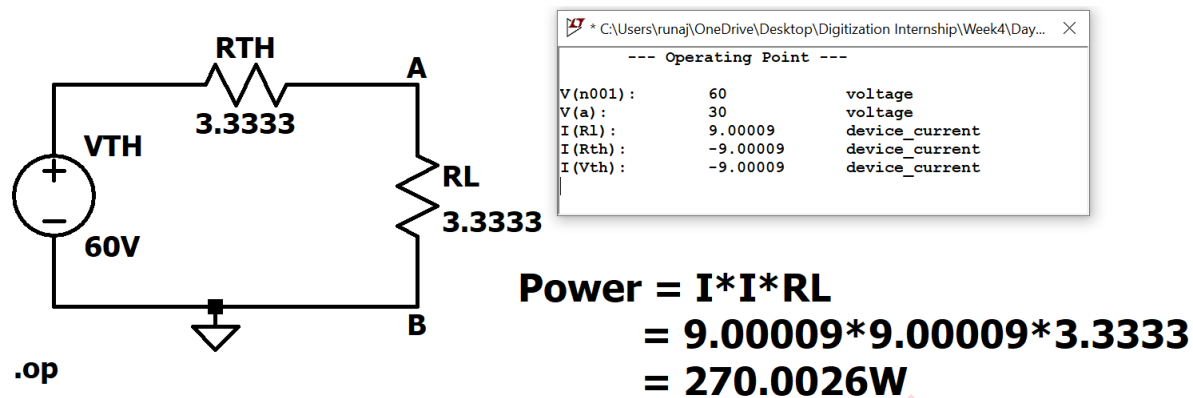 RTH
3.3333
A
VTH
+
−
60V
RL
3.3333
B
.op
* C:\Users\runaj\OneDrive\Desktop\Digitization Internship\Week4\Day...
--- Operating Point ---
V(n001): 60 voltage
V(a): 30 voltage
I(Rl): 9.00009 device_current
I(Rth): -9.00009 device_current
I(Vth): -9.00009 device_current
Power = I*I*RL
= 9.00009*9.00009*3.3333
= 270.0026W